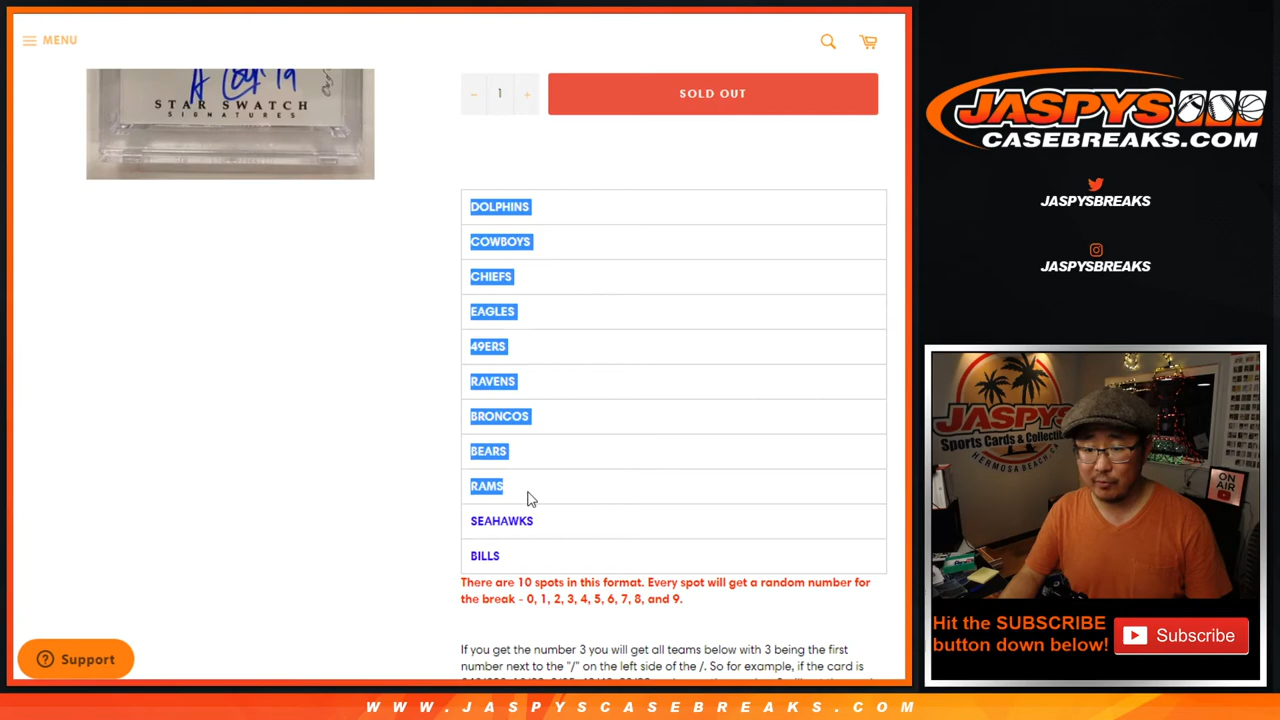 MENU
STAR SWATCH
SIGNATURES
- 1 +
SOLD OUT
DOLPHINS
COWBOYS
CHIEFS
EAGLES
49ERS
RAVENS
BRONCOS
BEARS
RAMS
SEAHAWKS
BILLS
There are 10 spots in this format. Every spot will get a random number for
the break - 0, 1, 2, 3, 4, 5, 6, 7, 8, and 9.
If you get the number 3 you will get all teams below with 3 being the first
number next to the "/" on the left side of the /. So for example, if the card is
Support
JASPYS
CASEBREAKS.COM
JASPYSBREAKS
JASPYSBREAKS
JASPYS
Sports Cards & Collectibl
HERMOSA BEACH, CA
ON AIR
Hit the SUBSCRIBE
button down below!
Subscribe
WWW.JASPYSCASEBREAKS.COM